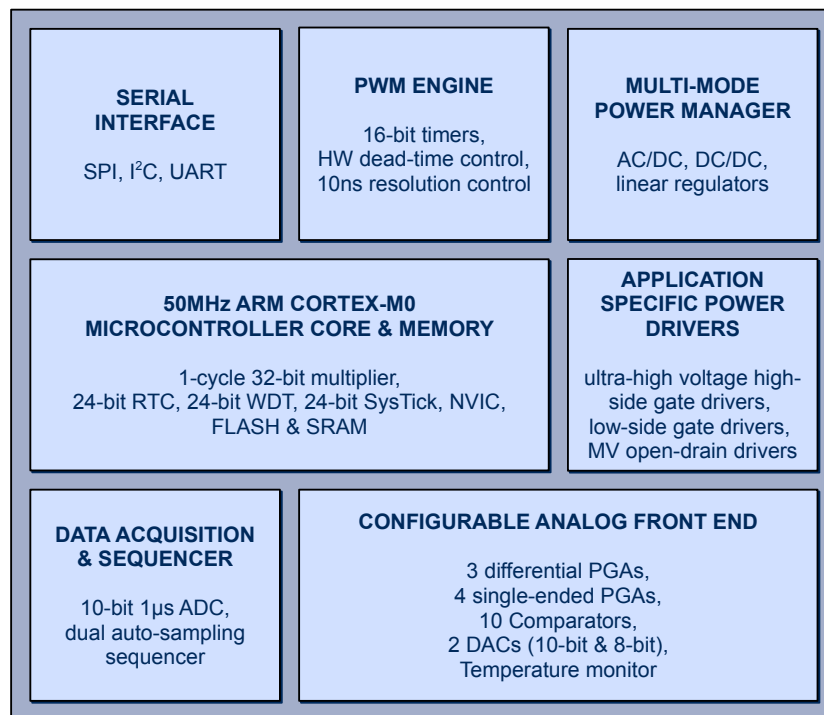 SERIAL
INTERFACE
SPI, I²C, UART
PWM ENGINE
16-bit timers,
HW dead-time control,
10ns resolution control
MULTI-MODE
POWER MANAGER
AC/DC, DC/DC,
linear regulators
50MHz ARM CORTEX-M0
MICROCONTROLLER CORE & MEMORY
1-cycle 32-bit multiplier,
24-bit RTC, 24-bit WDT, 24-bit SysTick, NVIC,
FLASH & SRAM
APPLICATION
SPECIFIC POWER
DRIVERS
ultra-high voltage high-
side gate drivers,
low-side gate drivers,
MV open-drain drivers
DATA ACQUISITION
& SEQUENCER
10-bit 1µs ADC,
dual auto-sampling
sequencer
CONFIGURABLE ANALOG FRONT END
3 differential PGAs,
4 single-ended PGAs,
10 Comparators,
2 DACs (10-bit & 8-bit),
Temperature monitor